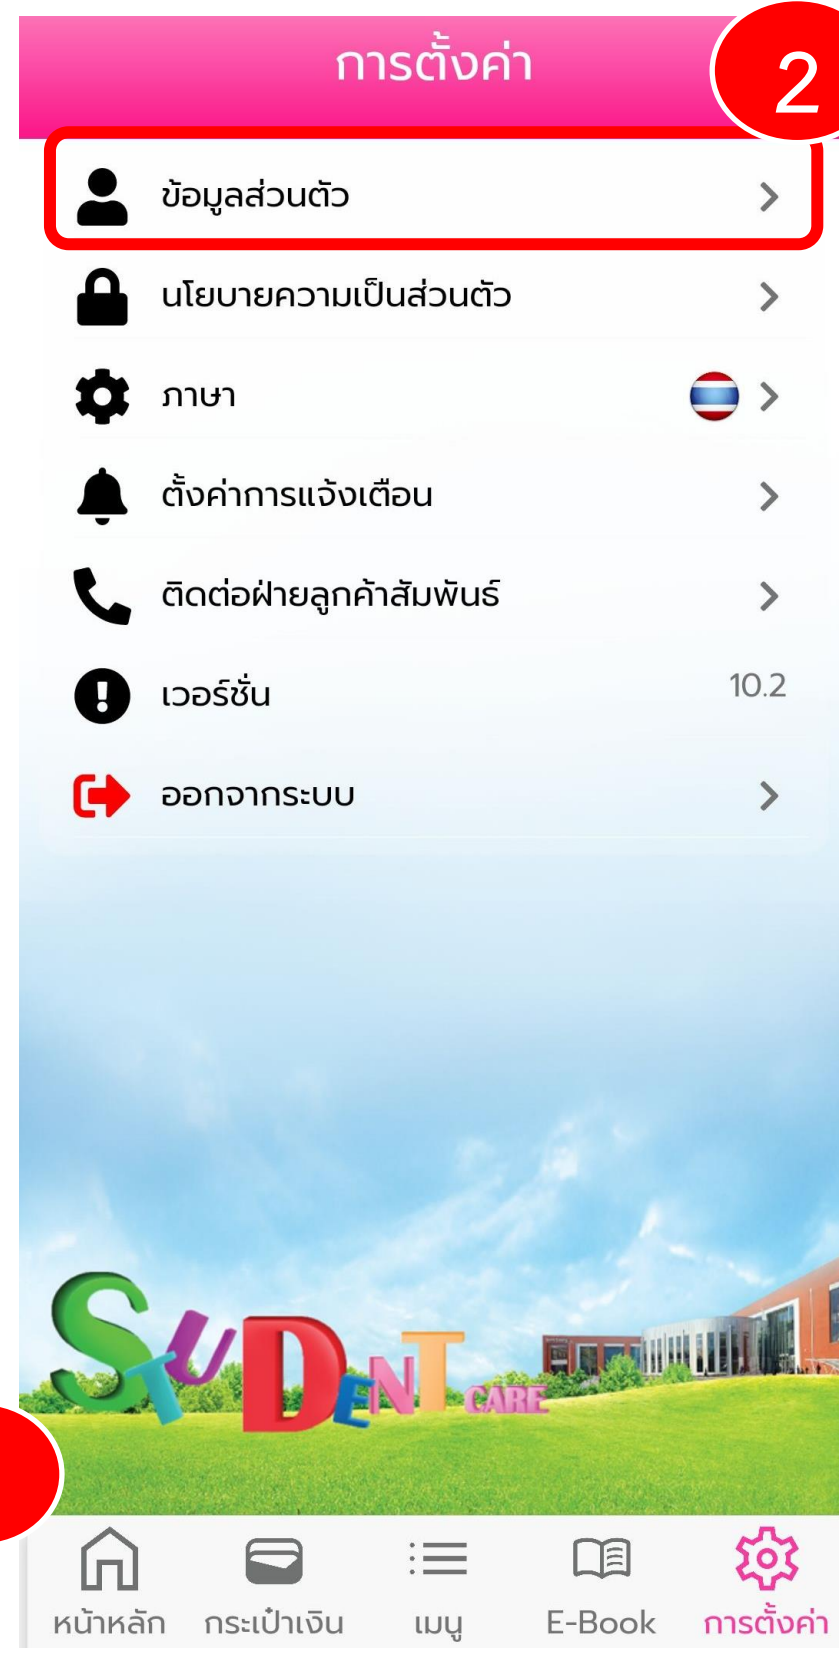 การตั้งค่า
2
ข้อมูลส่วนตัว
นโยบายความเป็นส่วนตัว
ภาษา
ตั้งค่าการแจ้งเตือน
ติดต่อฝ่ายลูกค้าสัมพันธ์
เวอร์ชั่น 10.2
ออกจากระบบ
STUDENT CARE
หน้าหลัก กระเป๋าเงิน เมนู E-Book การตั้งค่า